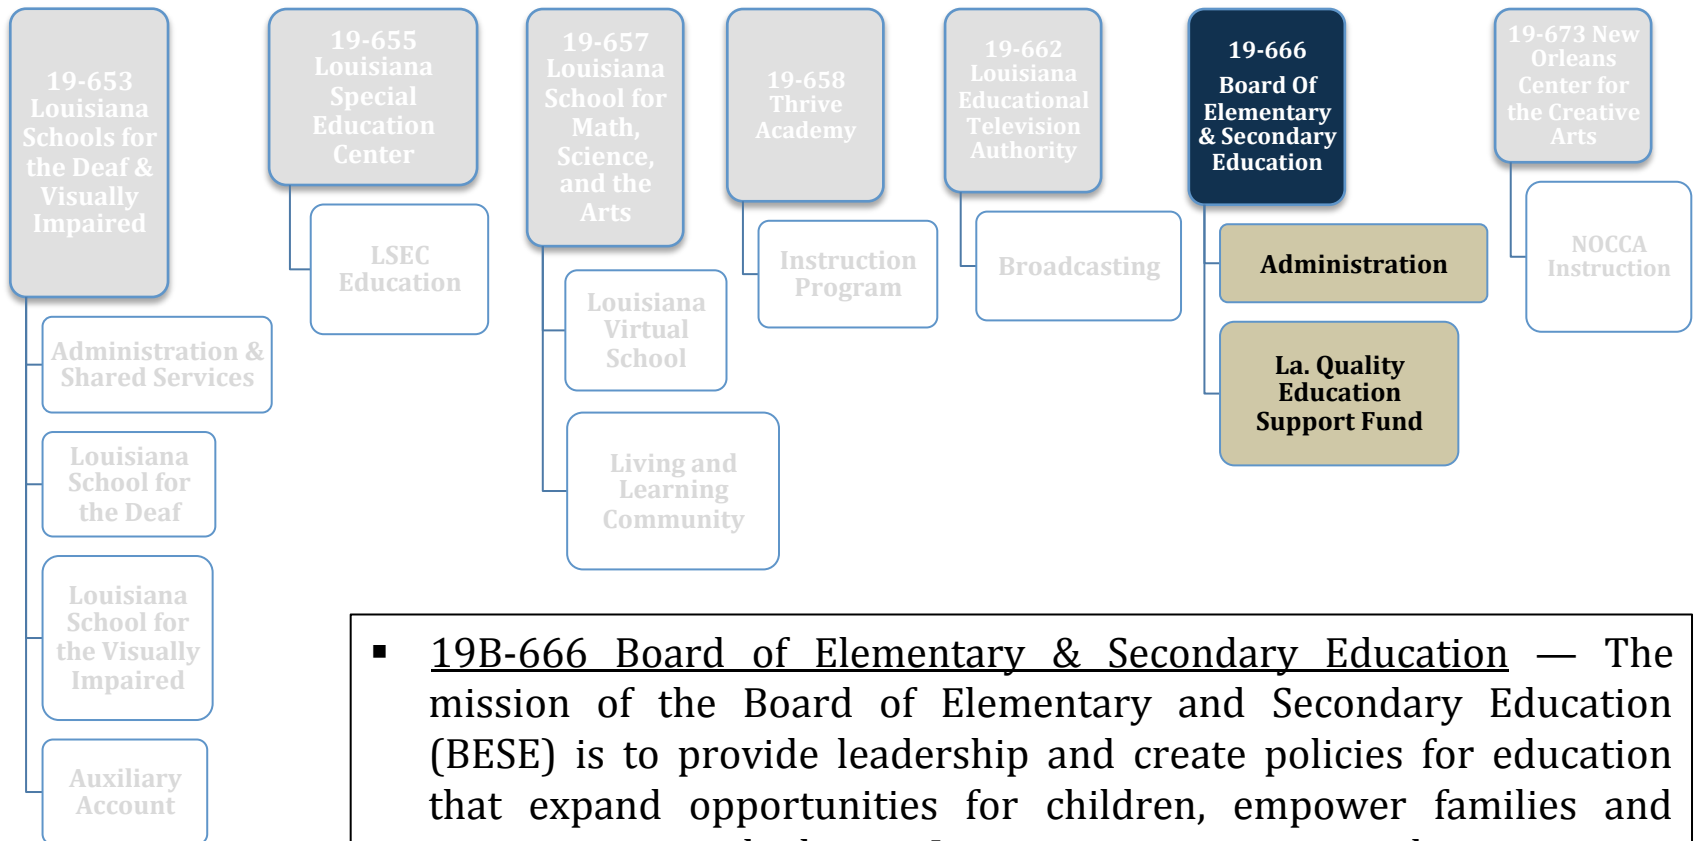 19-653
Louisiana
Schools for
the Deaf &
Visually
Impaired
Administration &
Shared Services
Louisiana
School for
the Deaf
Louisiana
School for
the Visually
Impaired
Auxiliary
Account
19-655
Louisiana
Special
Education
Center
LSEC
Education
19-657
Louisiana
School for
Math,
Science,
and the
Arts
Louisiana
Virtual
School
Living and
Learning
Community
19-658
Thrive
Academy
Instruction
Program
19-662
Louisiana
Educational
Television
Authority
Broadcasting
19-666
Board Of
Elementary
& Secondary
Education
Administration
La. Quality
Education
Support Fund
19-673 New
Orleans
Center for
the Creative
Arts
NOCCA
Instruction
▪ 19B-666 Board of Elementary & Secondary Education — The
mission of the Board of Elementary and Secondary Education
(BESE) is to provide leadership and create policies for education
that expand opportunities for children, empower families and